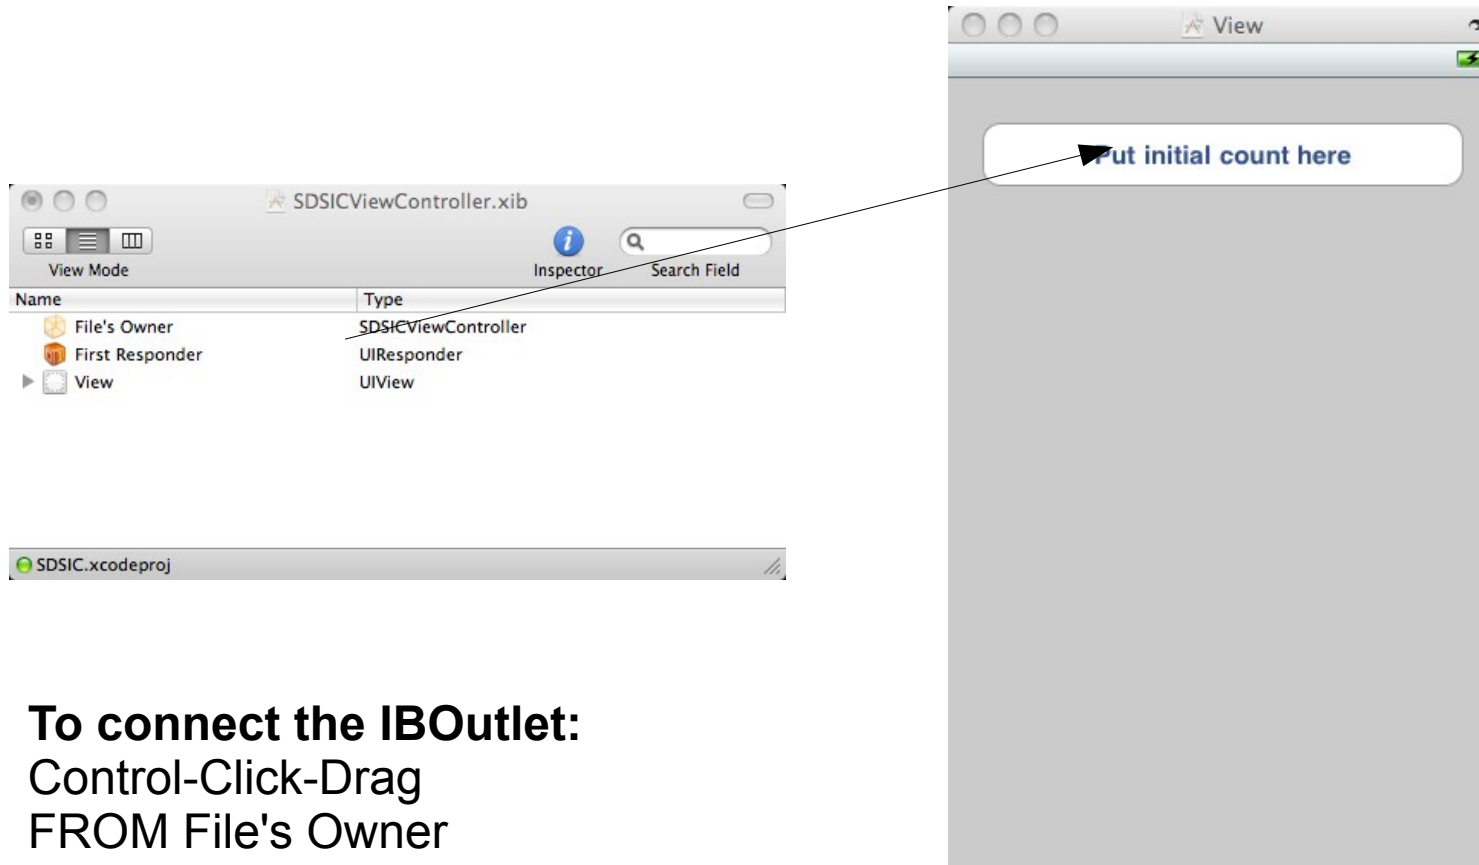 View
Put initial count here
SDSICViewController.xib
View Mode
Inspector
Search Field
Name Type
File's Owner SDSICViewController
First Responder UIResponder
View UIView
SDSIC.xcodeproj
To connect the IBOutlet:
Control-Click-Drag
FROM File's Owner